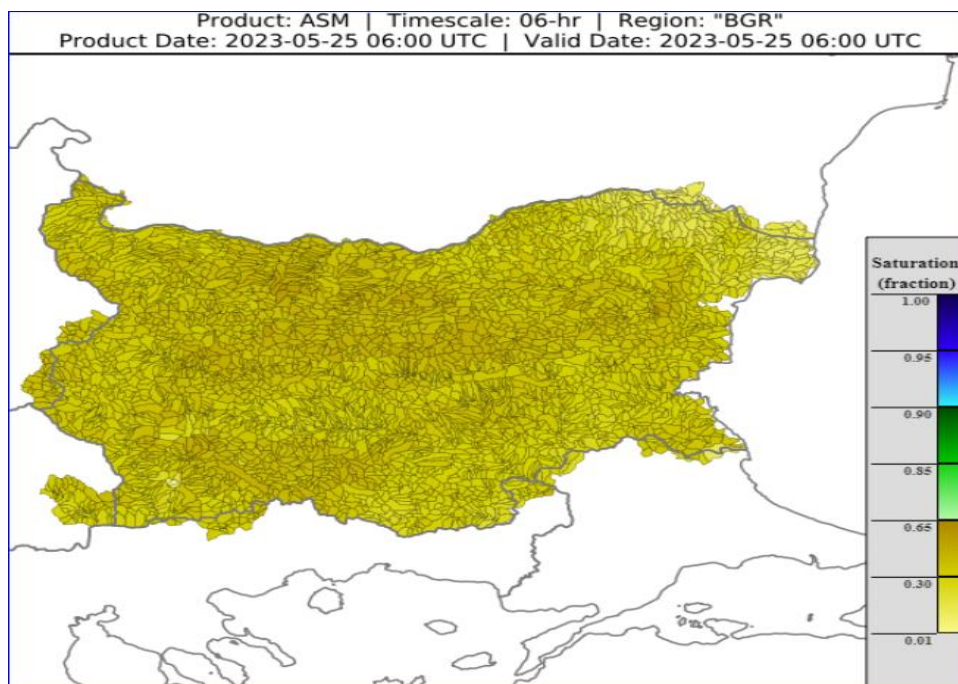 Product: ASM | Timescale: 06-hr | Region: "BGR"
Product Date: 2023-05-25 06:00 UTC | Valid Date: 2023-05-25 06:00 UTC
Saturation
(fraction)
1.00
0.95
0.90
0.85
0.65
0.30
0.01